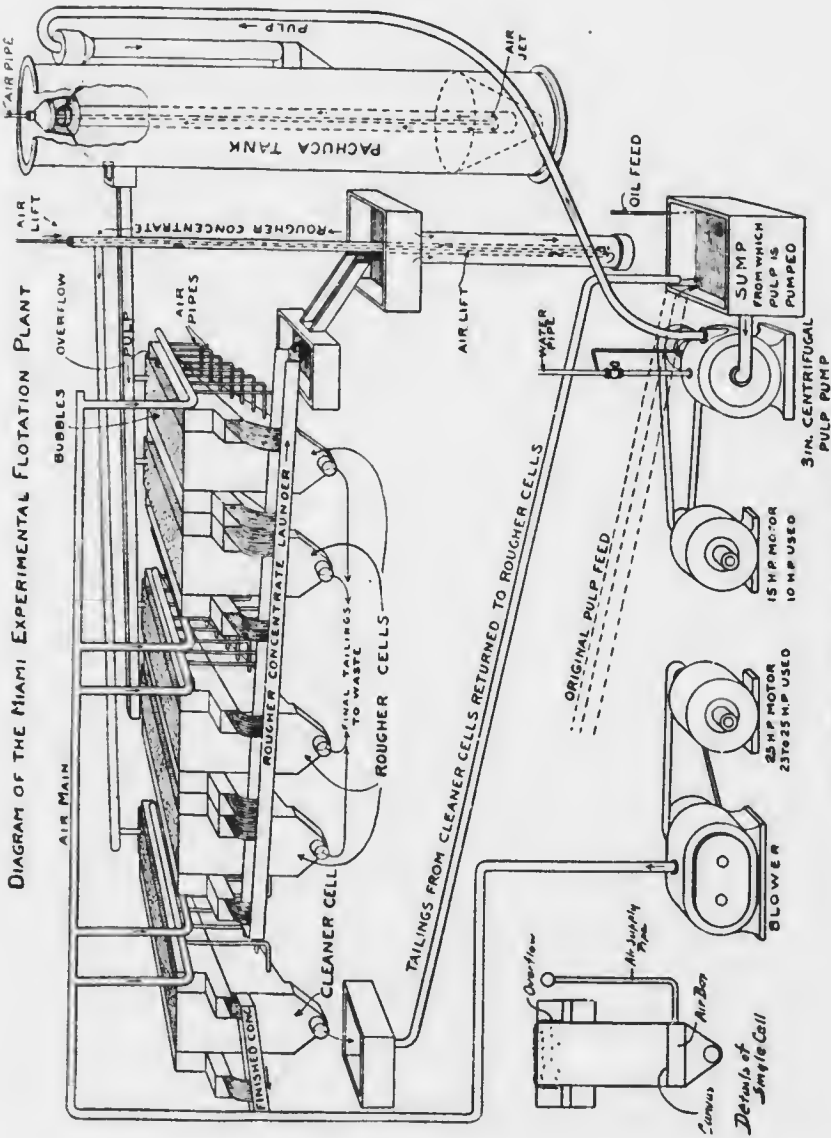 DIAGRAM OF THE MIAMI EXPERIMENTAL FLOTATION PLANT
AIR PIPE
PULP
AIR
JET
PACHUCA TANK
AIR
LIFT
ROUGHER CONCENTRATE
OVERFLOW
PULP
BUBBLES
AIR
PIPES
AIR MAIN
AIR LIFT
OIL FEED
SUMP
FROM WHICH
PULP IS
PUMPED
WATER
PIPE
3 IN. CENTRIFUGAL
PULP PUMP
ROUGHER CONCENTRATE LAUNDER
FINAL TAILINGS
TO WASTE
ROUGHER CELLS
CLEANER CELL
FINISHED CONC.
TAILINGS FROM CLEANER CELLS RETURNED TO ROUGHER CELLS
ORIGINAL PULP FEED
15 H.P. MOTOR
10 H.P. USED
25 H.P. MOTOR
23 TO 25 H.P. USED
BLOWER
Overflow
Air Supply
Pipe
Air Box
Canvas
Details of
Single Cell